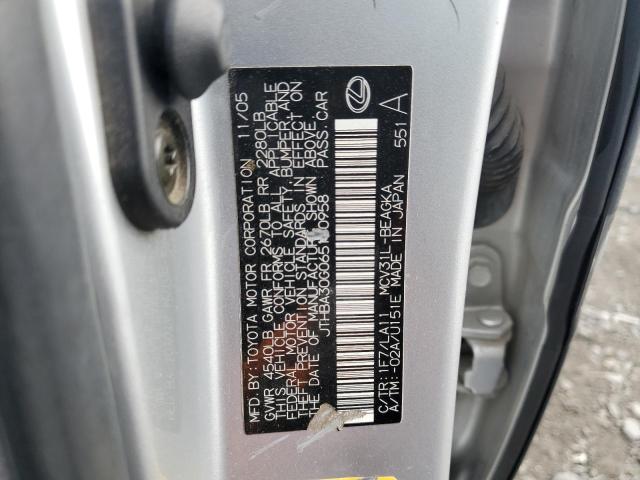 MFD. BY: TOYOTA MOTOR CORPORATION 11/05
GVWR 4540LB GAWR FR 2670LB RR 2280LB
THIS VEHICLE CONFORMS TO ALL APPLICABLE
FEDERAL MOTOR VEHICLE SAFETY, BUMPER, AND
THEFT PREVENTION STANDARDS IN EFFECT ON
THE DATE OF MANUFACTURE SHOWN ABOVE.
PASS. CAR
C/TR: 1F7/LA11 MCV31L-BEAGKA
A/TM: -02A/U151E MADE IN JAPAN 551 A